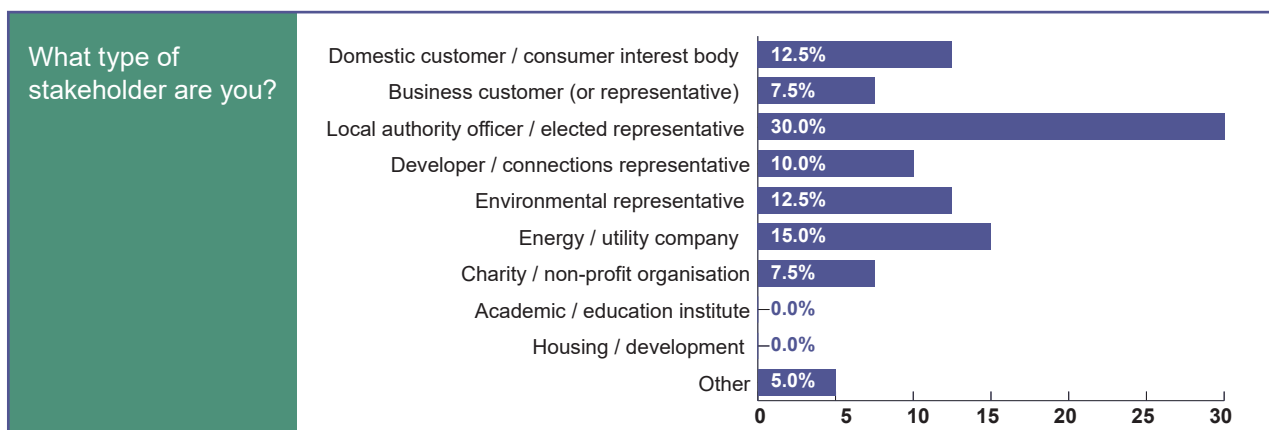 What type of
stakeholder are you?
Domestic customer / consumer interest body 12.5%
Business customer (or representative) 7.5%
Local authority officer / elected representative 30.0%
Developer / connections representative 10.0%
Environmental representative 12.5%
Energy / utility company 15.0%
Charity / non-profit organisation 7.5%
Academic / education institute 0.0%
Housing / development 0.0%
Other 5.0%
0 5 10 15 20 25 30